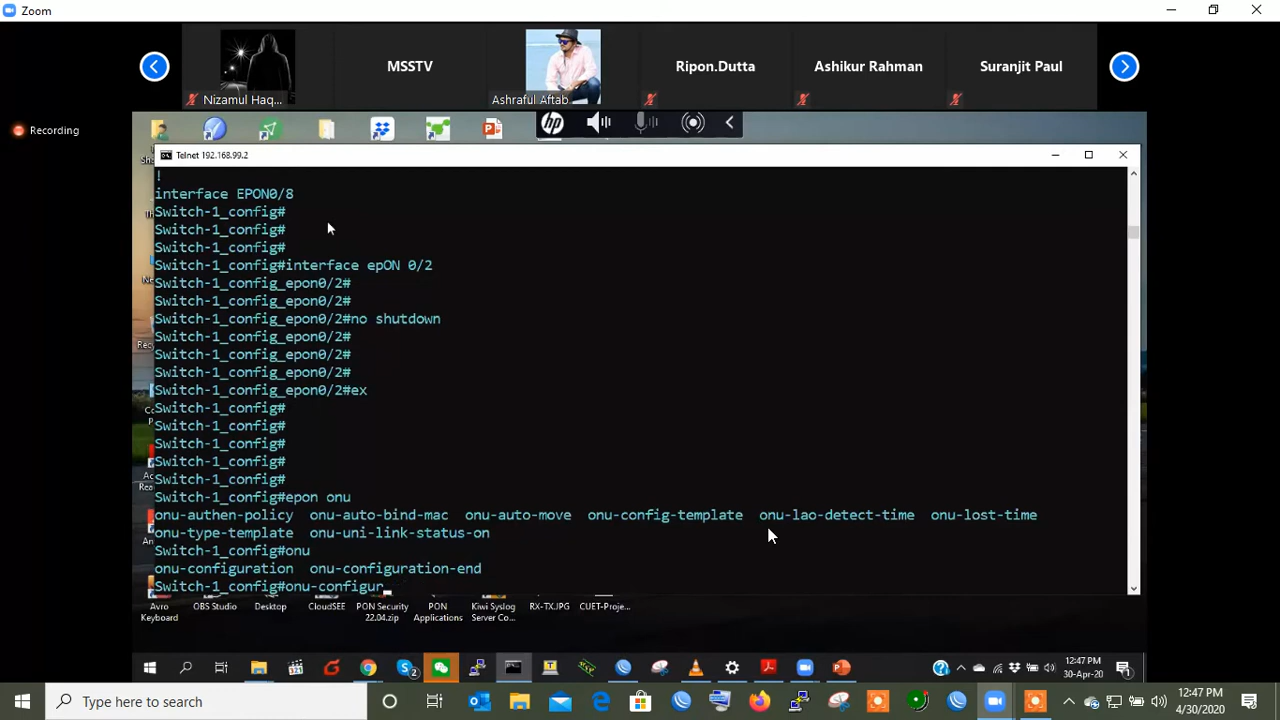 Zoom
Nizamul Haq...
MSSTV
Ashraful Aftab
Ripon.Dutta
Ashikur Rahman
Suranjit Paul
Recording
hp
Telnet 192.168.99.2
!
interface EPON0/8
Switch-1_config#
Switch-1_config#
Switch-1_config#
Switch-1_config#interface epON 0/2
Switch-1_config_epon0/2#
Switch-1_config_epon0/2#
Switch-1_config_epon0/2#no shutdown
Switch-1_config_epon0/2#
Switch-1_config_epon0/2#
Switch-1_config_epon0/2#
Switch-1_config_epon0/2#ex
Switch-1_config#
Switch-1_config#
Switch-1_config#
Switch-1_config#
Switch-1_config#
Switch-1_config#epon onu
onu-authen-policy onu-auto-bind-mac onu-auto-move onu-config-template onu-lao-detect-time onu-lost-time
onu-type-template onu-uni-link-status-on
Switch-1_config#onu
onu-configuration onu-configuration-end
Switch-1_config#onu-configur
Avro Keyboard
OBS Studio
Desktop
CloudSEE
PON Security 22.04.zip
PON Applications
Kiwi Syslog Server Co...
RX-TX.JPG
CUET-Proje...
12:47 PM
30-Apr-20
Type here to search
12:47 PM
4/30/2020